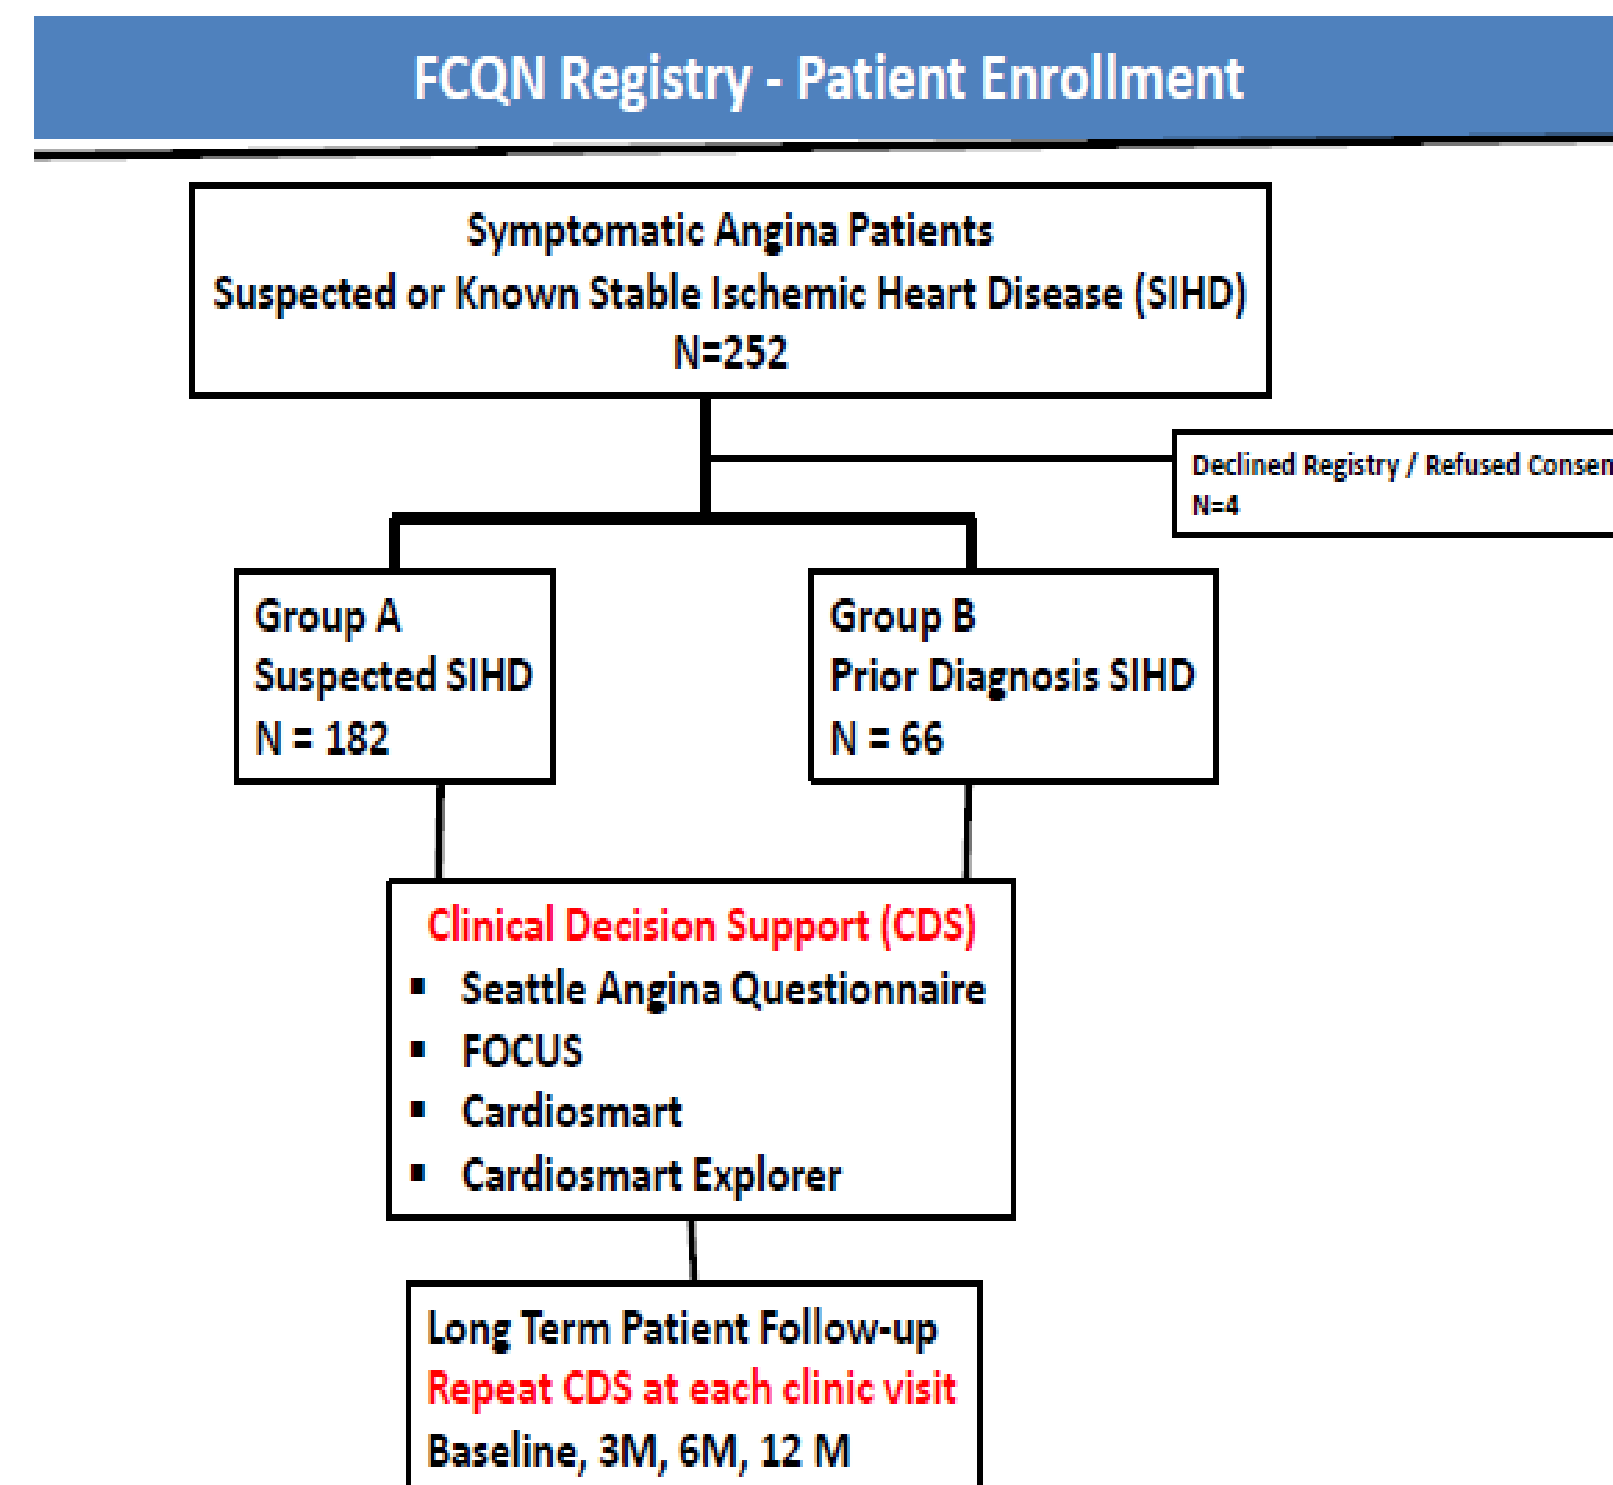 FCQN Registry - Patient Enrollment
Symptomatic Angina Patients
Suspected or Known Stable Ischemic Heart Disease (SIHD)
N=252
Declined Registry / Refused Consen
N=4
Group A
Suspected SIHD
N = 182
Group B
Prior Diagnosis SIHD
N = 66
Clinical Decision Support (CDS)
▪ Seattle Angina Questionnaire
▪ FOCUS
▪ Cardiosmart
▪ Cardiosmart Explorer
Long Term Patient Follow-up
Repeat CDS at each clinic visit
Baseline, 3M, 6M, 12 M